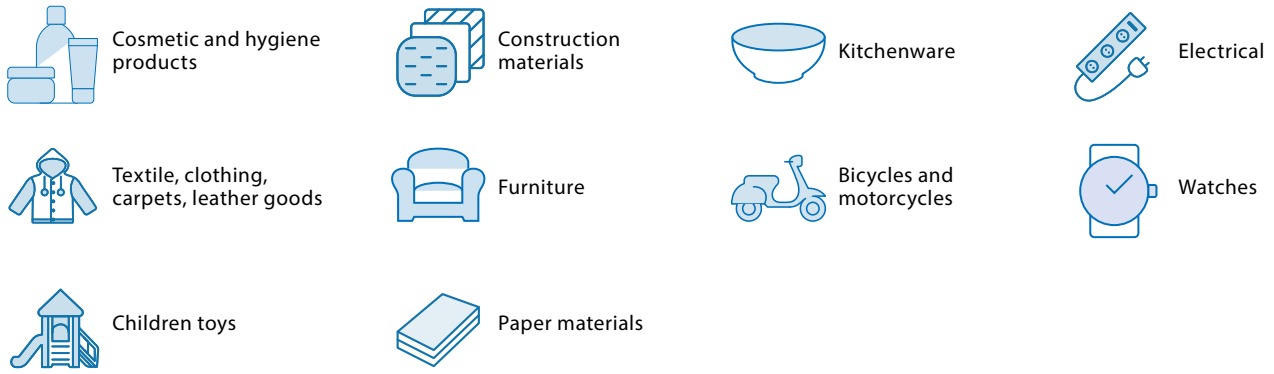 Cosmetic and hygiene
products
Construction
materials
Kitchenware
Electrical
Textile, clothing,
carpets, leather goods
Furniture
Bicycles and
motorcycles
Watches
Children toys
Paper materials